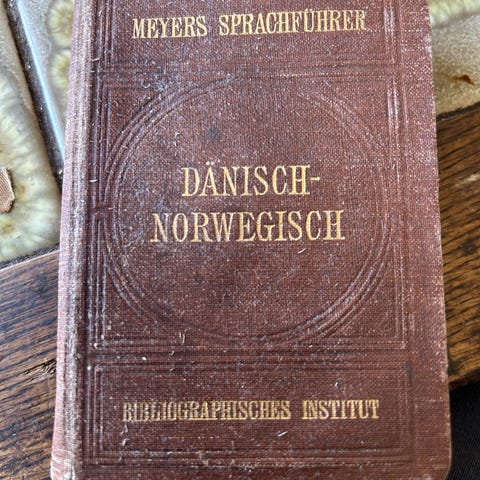 MEYERS SPRACHFÜHRER
DÄNISCH-
NORWEGISCH
BIBLIOGRAPHISCHES INSTITUT